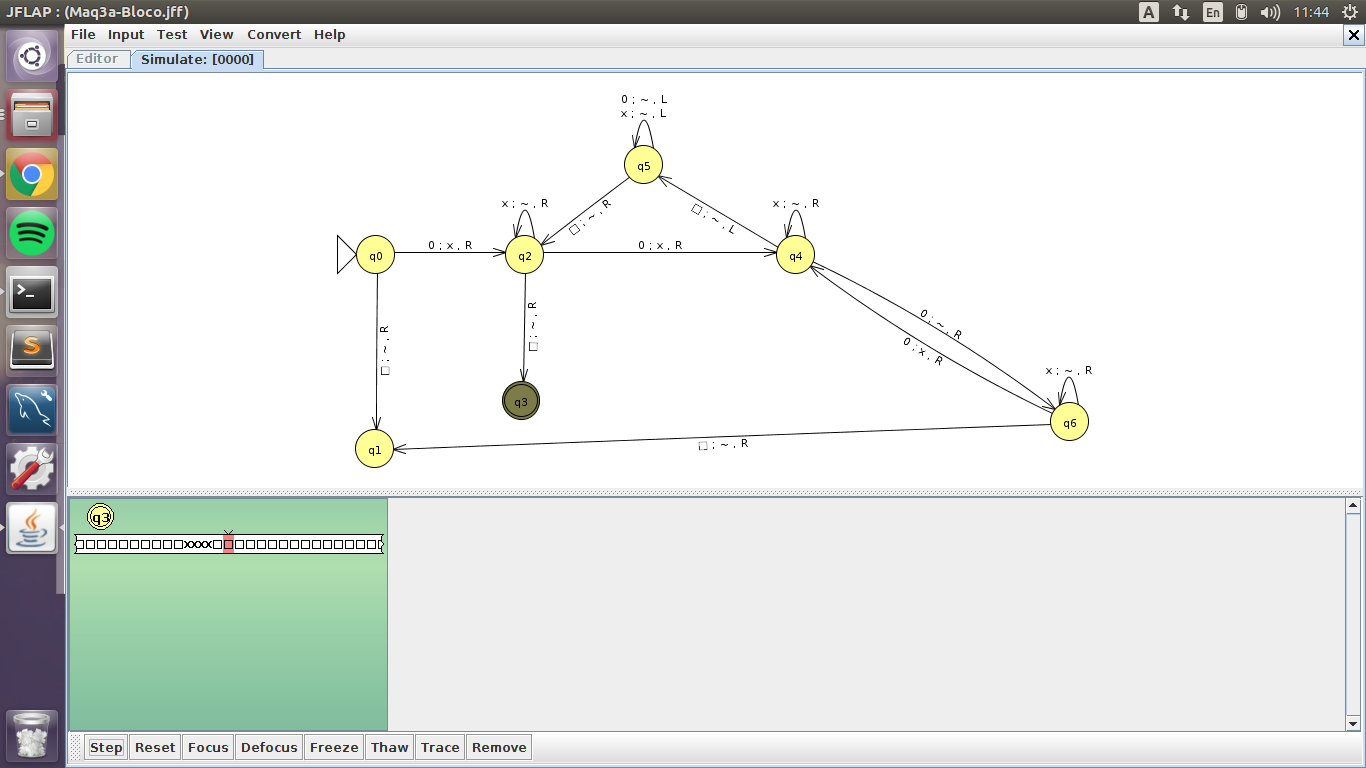 JFLAP : (Maq3a-Bloco.jff)
A
En
11:44
File Input Test View Convert Help
Editor
Simulate: [0000]
0 ; ~ , L
x ; ~ , L
q5
x ; ~ , R
□ ; ~ , R
□ ; ~ , L
x ; ~ , R
q0
0 ; x , R
q2
0 ; x , R
q4
□ ; ~ , R
□ ; ~ , R
0 ; ~ , R
0 ; x , R
x ; ~ , R
q3
q6
q1
□ ; ~ , R
q3
□□□□□□□□□□xxxx□□□□□□□□□□□□□□□□
Step Reset Focus Defocus Freeze Thaw Trace Remove